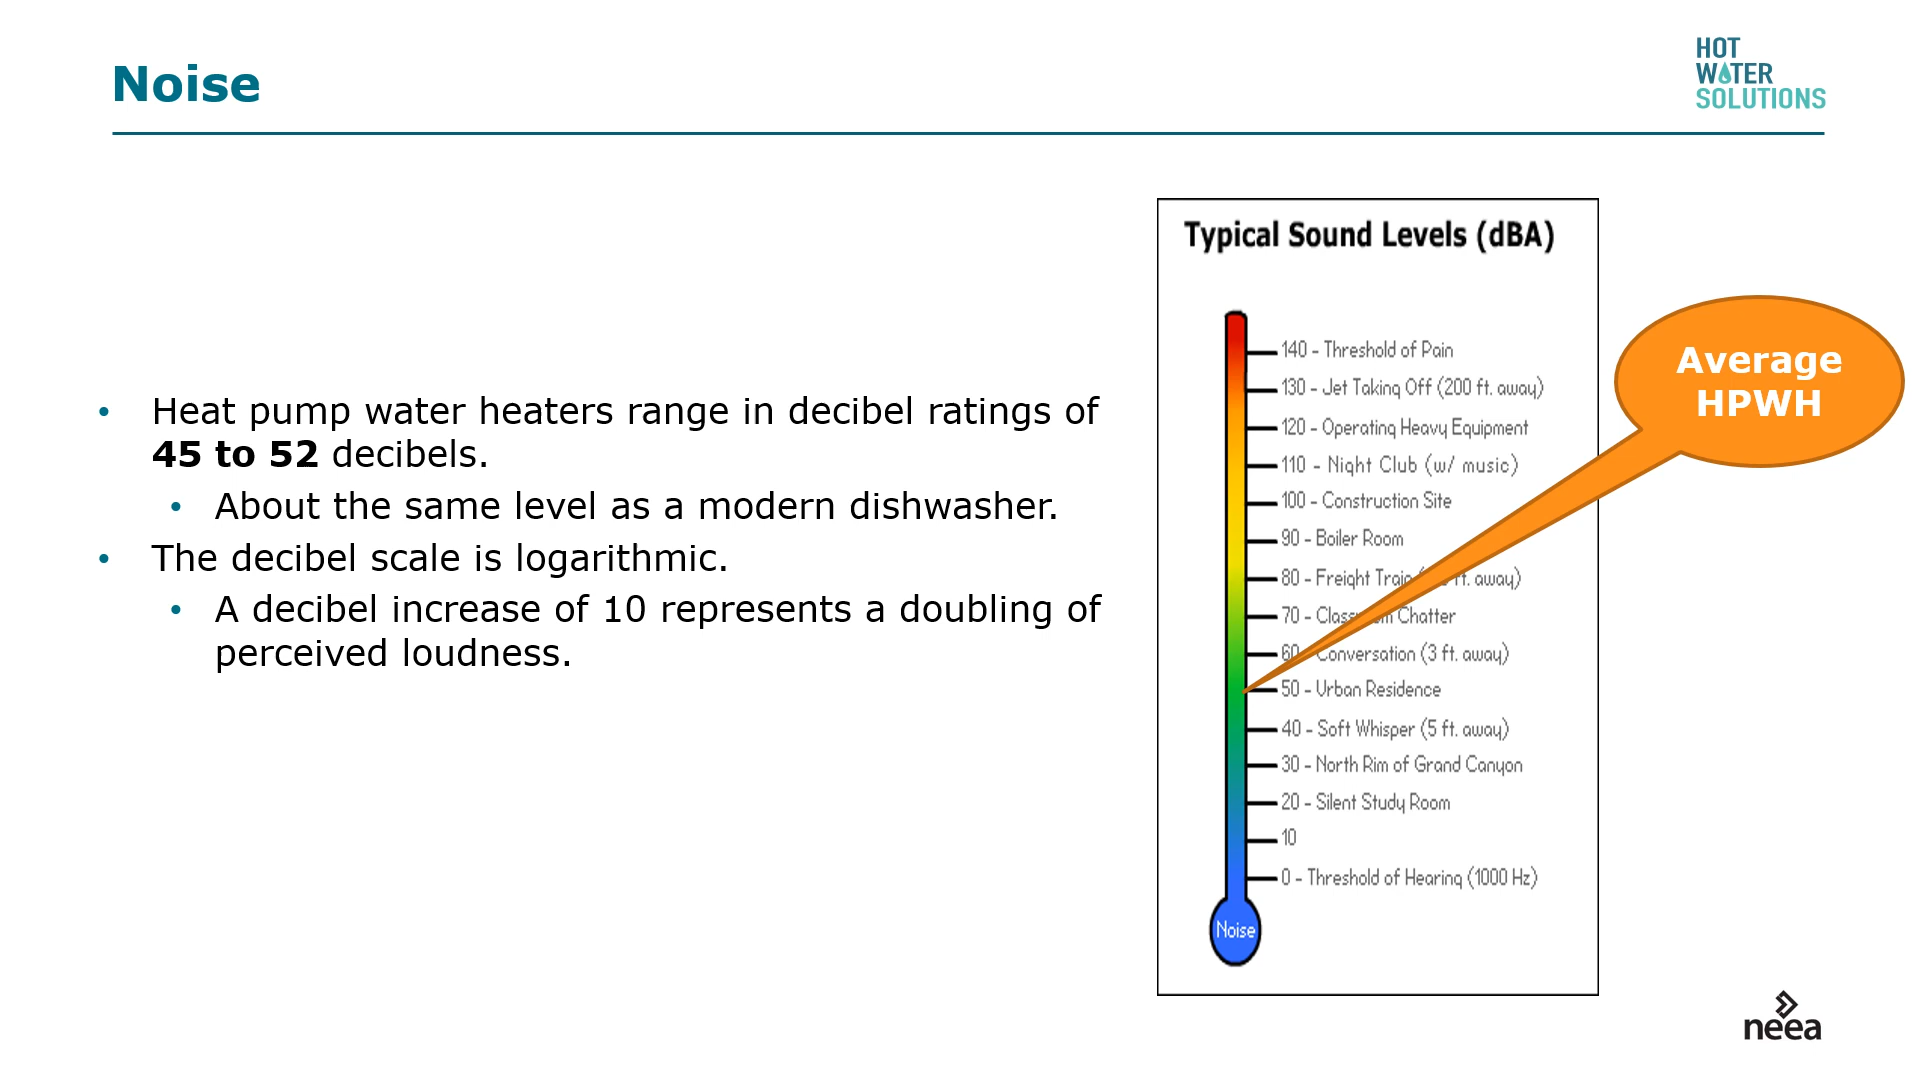 Noise
HOT
WATER
SOLUTIONS
• Heat pump water heaters range in decibel ratings of
45 to 52 decibels.
• About the same level as a modern dishwasher.
• The decibel scale is logarithmic.
• A decibel increase of 10 represents a doubling of
perceived loudness.
Typical Sound Levels (dBA)
140 - Threshold of Pain
130 - Jet Taking Off (200 ft. away)
120 - Operating Heavy Equipment
110 - Night Club (w/ music)
100 - Construction Site
90 - Boiler Room
80 - Freight ft. away)
70 - Chatter
60 - Conversation (3 ft. away)
50 - Urban Residence
40 - Soft Whisper (5 ft. away)
30 - North Rim of Grand Canyon
20 - Silent Study Room
10
0 - Threshold of Hearing (1000 Hz)
Noise
Average
HPWH
neea